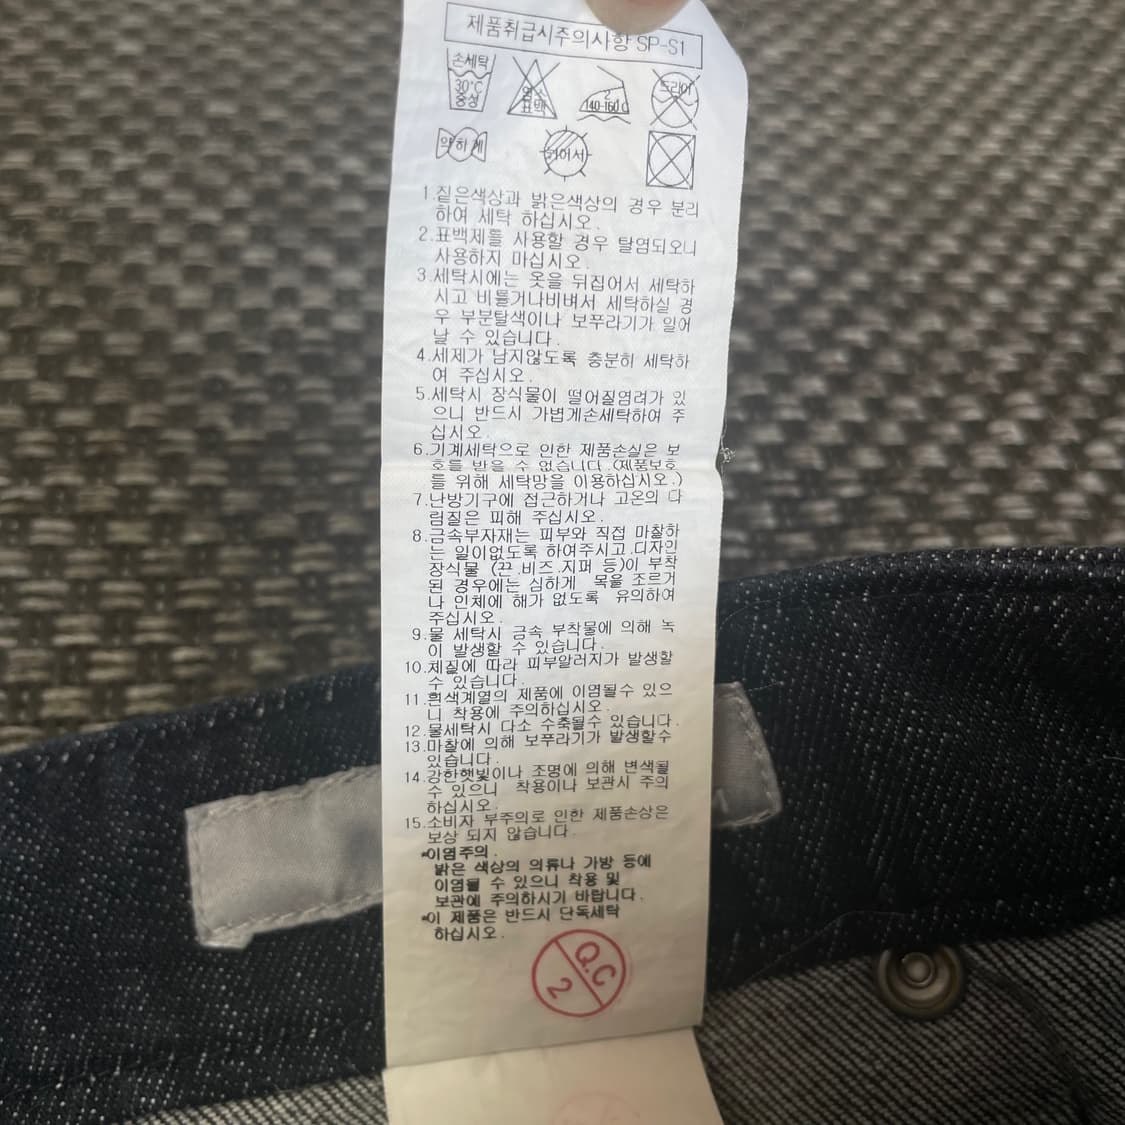 제품취급시주의사항 SP-S1
손세탁
30°C
중성
염소
표백
2
140-160℃
드라이
약하게
뉘어서
1.짙은색상과 밝은색상의 경우 분리
하여 세탁 하십시오.
2.표백제를 사용할 경우 탈염되오니
사용하지 마십시오.
3.세탁시에는 옷을 뒤집어서 세탁하
시고 비틀거나비벼서 세탁하실 경
우 부분탈색이나 보푸라기가 일어
날 수 있습니다.
4.세제가 남지않도록 충분히 세탁하
여 주십시오.
5.세탁시 장식물이 떨어질염려가 있
으니 반드시 가볍게손세탁하여 주
십시오.
6.기계세탁으로 인한 제품손실은 보
호를 받을 수 없습니다.(제품보호
를 위해 세탁망을 이용하십시오.)
7.난방기구에 접근하거나 고온의 다
림질은 피해 주십시오.
8.금속부자재는 피부와 직접 마찰하
는 일이없도록 하여주시고.디자인
장식물 (끈.비즈.지퍼 등)이 부착
된 경우에는 심하게 목을 조르거
나 인체에 해가 없도록 유의하여
주십시오.
9.물 세탁시 금속 부착물에 의해 녹
이 발생할 수 있습니다.
10.체질에 따라 피부알러지가 발생할
수 있습니다.
11.흰색계열의 제품에 이염될수 있으
니 착용에 주의하십시오.
12.물세탁시 다소 수축될수 있습니다.
13.마찰에 의해 보푸라기가 발생할수
있습니다.
14.강한햇빛이나 조명에 의해 변색될
수 있으니 착용이나 보관시 주의
하십시오.
15.소비자 부주의로 인한 제품손상은
보상 되지 않습니다.
*이염주의.
밝은 색상의 의류나 가방 등에
이염될 수 있으니 착용 및
보관에 주의하시기 바랍니다.
*이 제품은 반드시 단독세탁
하십시오.
Q.C
2